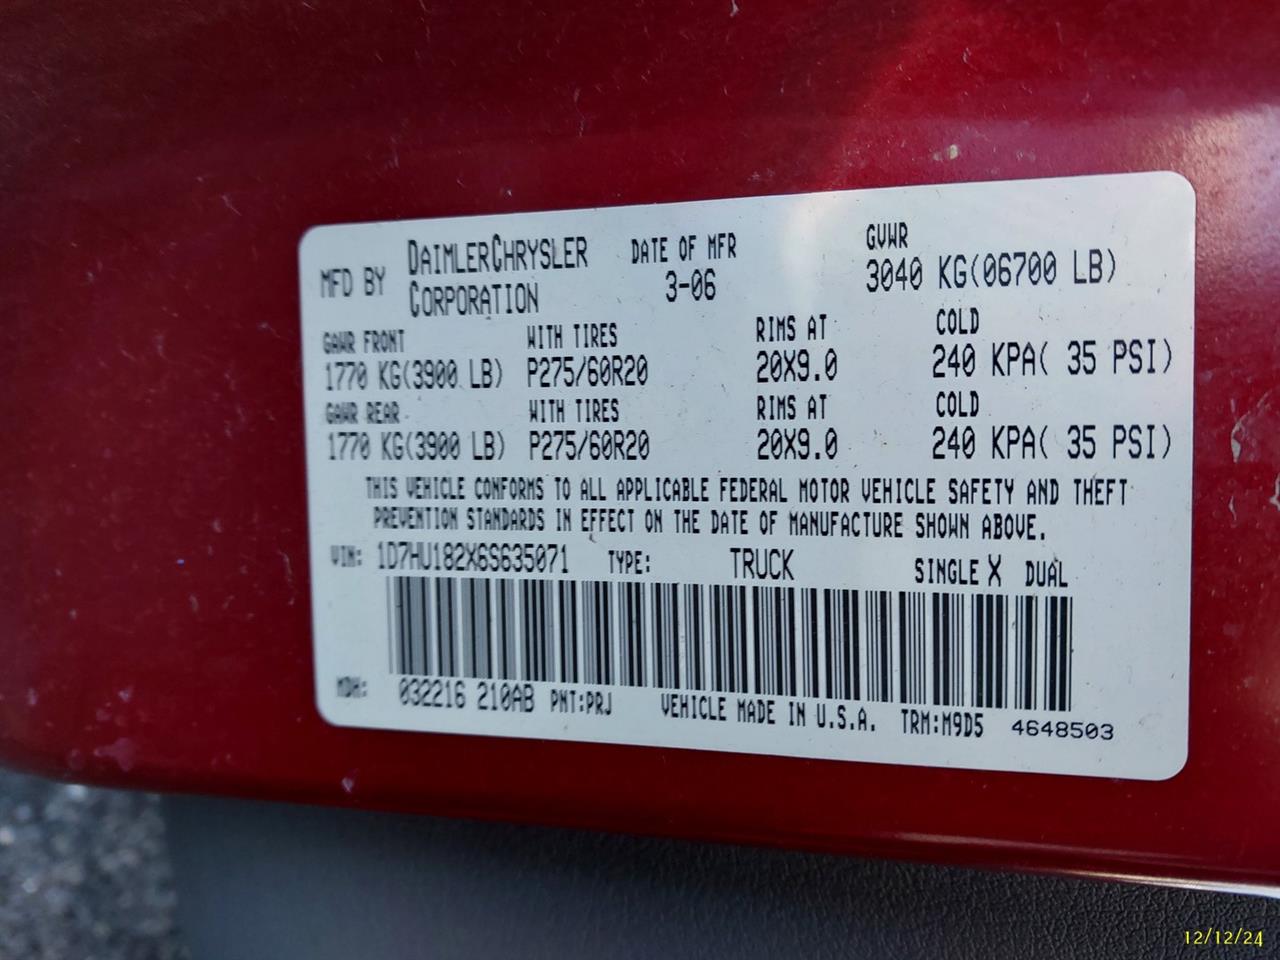 MFD BY DAIMLERCHRYSLER CORPORATION
DATE OF MFR 3-06
GVWR 3040 KG(06700 LB)
GAWR FRONT WITH TIRES RIMS AT COLD
1770 KG(3900 LB) P275/60R20 20X9.0 240 KPA( 35 PSI)
GAWR REAR WITH TIRES RIMS AT COLD
1770 KG(3900 LB) P275/60R20 20X9.0 240 KPA( 35 PSI)
THIS VEHICLE CONFORMS TO ALL APPLICABLE FEDERAL MOTOR VEHICLE SAFETY AND THEFT
PREVENTION STANDARDS IN EFFECT ON THE DATE OF MANUFACTURE SHOWN ABOVE.
VIN: 1D7HU182X6S635071 TYPE: TRUCK SINGLE X DUAL
MDH: 032216 210AB PNT:PRJ VEHICLE MADE IN U.S.A. TRM:M9D5 4648503
12/12/24